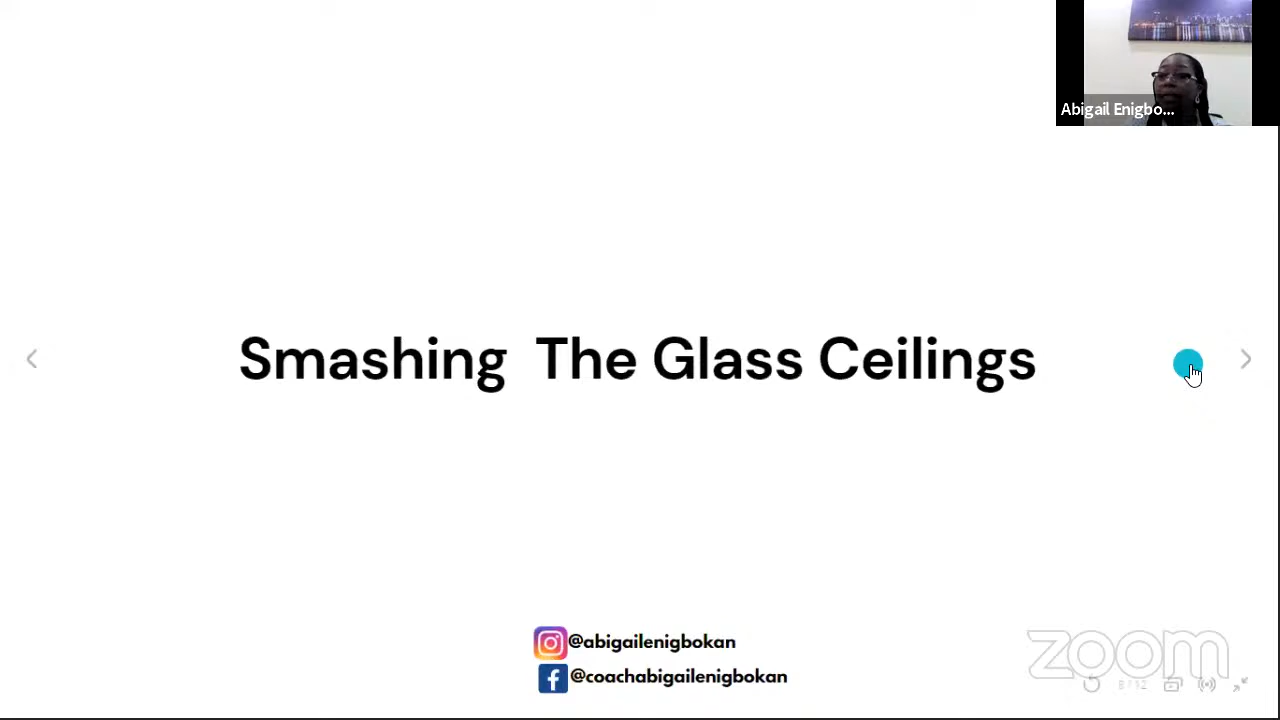 Abigail Enigbo...
Smashing  The Glass Ceilings
@abigailenigbokan
@coachabigailenigbokan
zoom